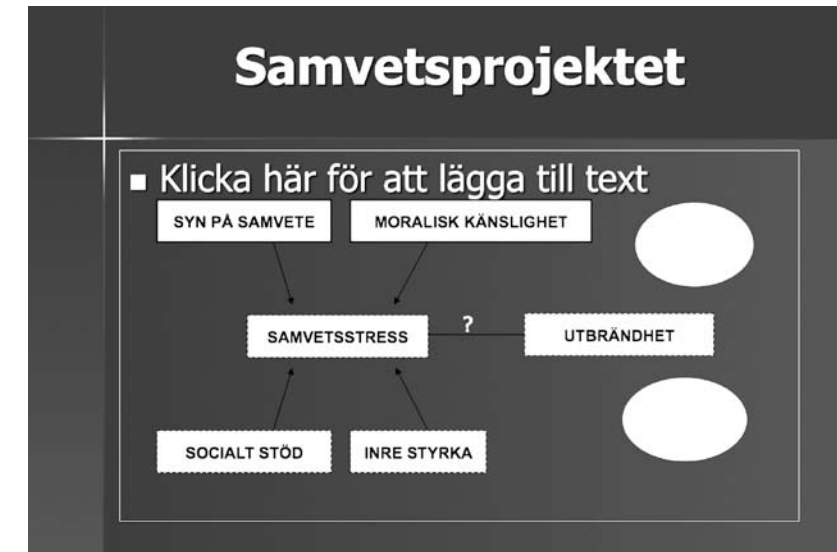 Samvetsprojektet
■ Klicka här för att lägga till text
SYN PÅ SAMVETE
MORALISK KÄNSLIGHET
SAMVETSSTRESS
?
UTBRÄNDHET
SOCIALT STÖD
INRE STYRKA